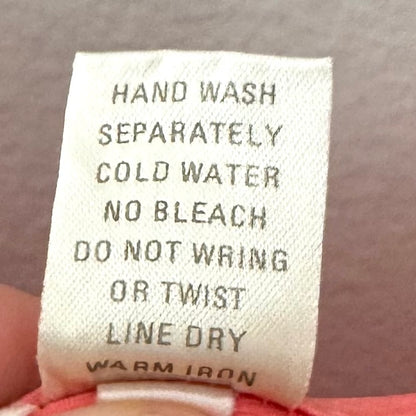 HAND WASH
SEPARATELY
COLD WATER
NO BLEACH
DO NOT WRING
OR TWIST
LINE DRY
WARM IRON